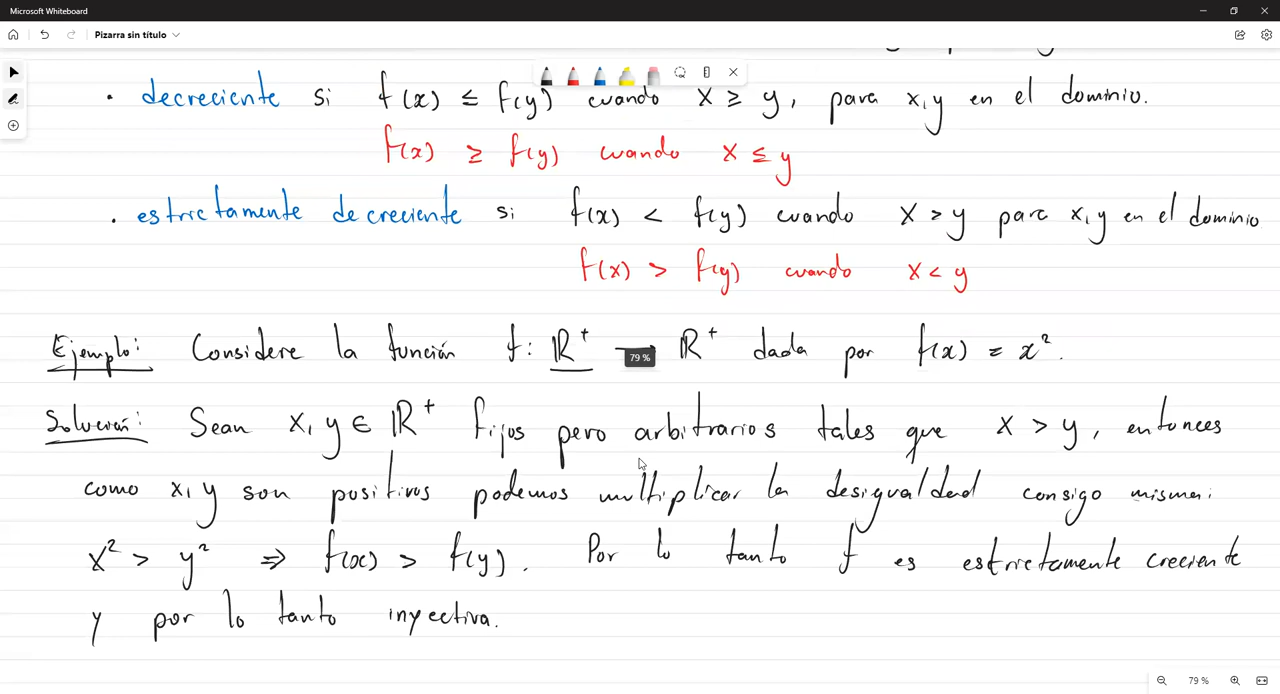 Microsoft Whiteboard
Pizarra sin título
• decreciente si f(x) ≤ f(y) cuando x ≥ y, para x,y en el dominio.
f(x) ≥ f(y) cuando x ≤ y
• estrictamente decreciente si f(x) < f(y) cuando x > y para x,y en el dominio
f(x) > f(y) cuando x < y
Ejemplo: Considere la función f: ℝ⁺ → ℝ⁺ dada por f(x) = x².
79 %
Solución: Sean x, y ∈ ℝ⁺ fijos pero arbitrarios tales que x > y, entonces
como x, y son positivos podemos multiplicar la desigualdad consigo misma:
x² > y² ⇒ f(x) > f(y). Por lo tanto f es estrictamente creciente
y por lo tanto inyectiva.
79 %